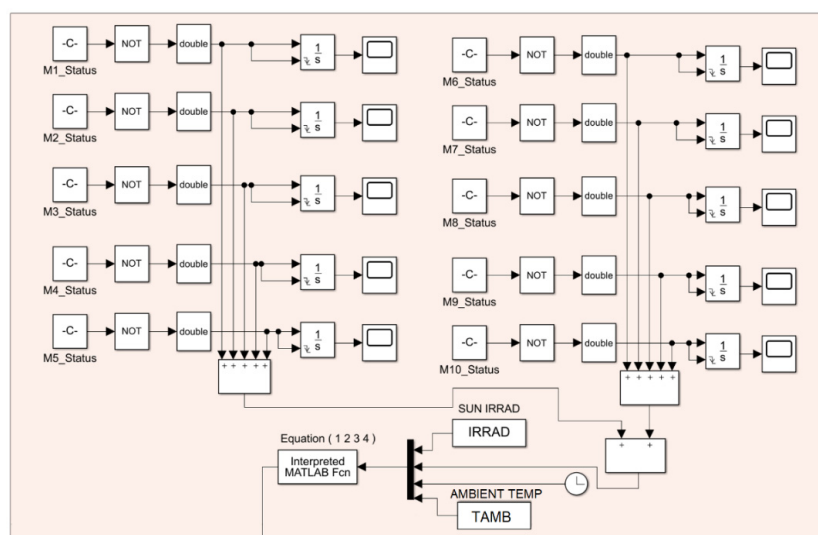 -C- NOT double 1 s
M1_Status
-C- NOT double 1 s
M2_Status
-C- NOT double 1 s
M3_Status
-C- NOT double 1 s
M4_Status
-C- NOT double 1 s
M5_Status
+ + + + +
-C- NOT double 1 s
M6_Status
-C- NOT double 1 s
M7_Status
-C- NOT double 1 s
M8_Status
-C- NOT double 1 s
M9_Status
-C- NOT double 1 s
M10_Status
+ + + + +
+ +
SUN IRRAD
IRRAD
Equation ( 1 2 3 4 )
Interpreted
MATLAB Fcn
AMBIENT TEMP
TAMB